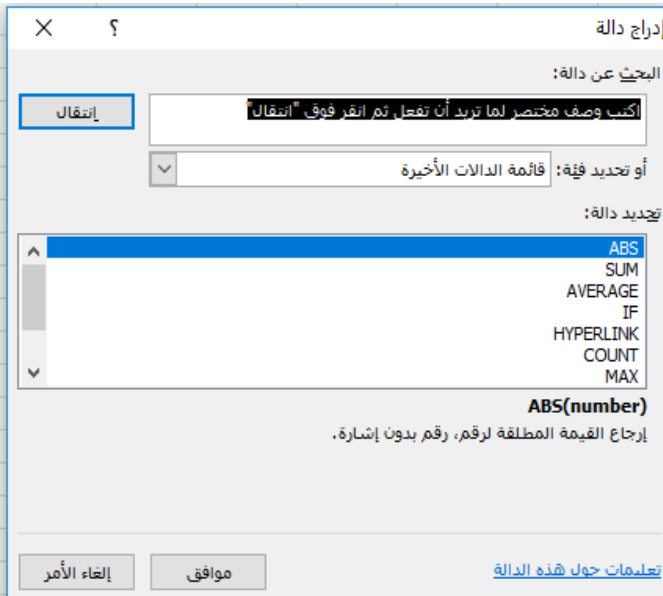 إدراج دالة ؟
البحث عن دالة:
اكتب وصف مختصر لما تريد أن تفعل ثم انقر فوق "انتقال"
إنتقال
أو تحديد فئة: قائمة الدالات الأخيرة
تحديد دالة:
ABS
SUM
AVERAGE
IF
HYPERLINK
COUNT
MAX
ABS(number)
إرجاع القيمة المطلقة لرقم، رقم بدون إشارة.
تعليمات حول هذه الدالة
موافق
إلغاء الأمر